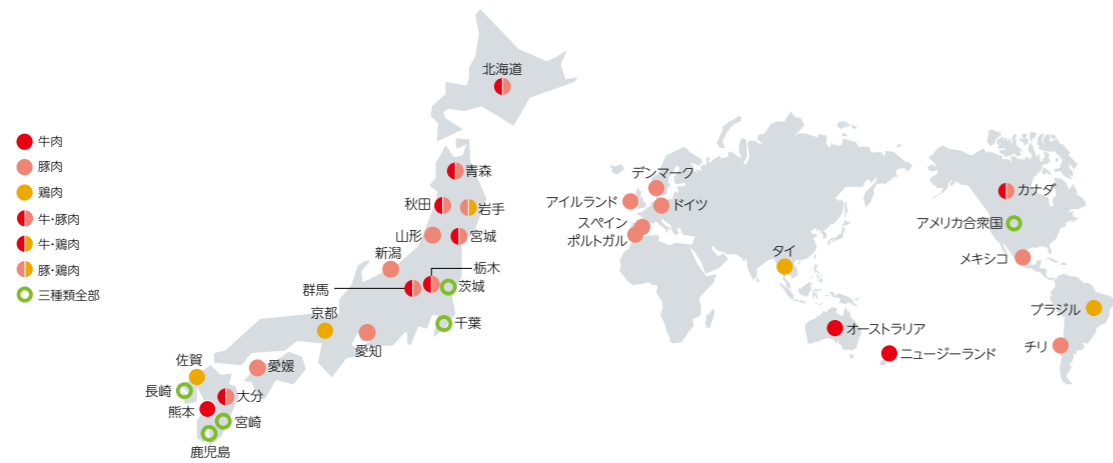 牛肉
豚肉
鶏肉
牛・豚肉
牛・鶏肉
豚・鶏肉
三種類全部
北海道
青森
秋田
岩手
山形
宮城
新潟
栃木
群馬
茨城
京都
千葉
愛知
佐賀
愛媛
長崎
大分
熊本
宮崎
鹿児島
デンマーク
アイルランド
ドイツ
スペイン
ポルトガル
タイ
オーストラリア
ニュージーランド
カナダ
アメリカ合衆国
メキシコ
ブラジル
チリ